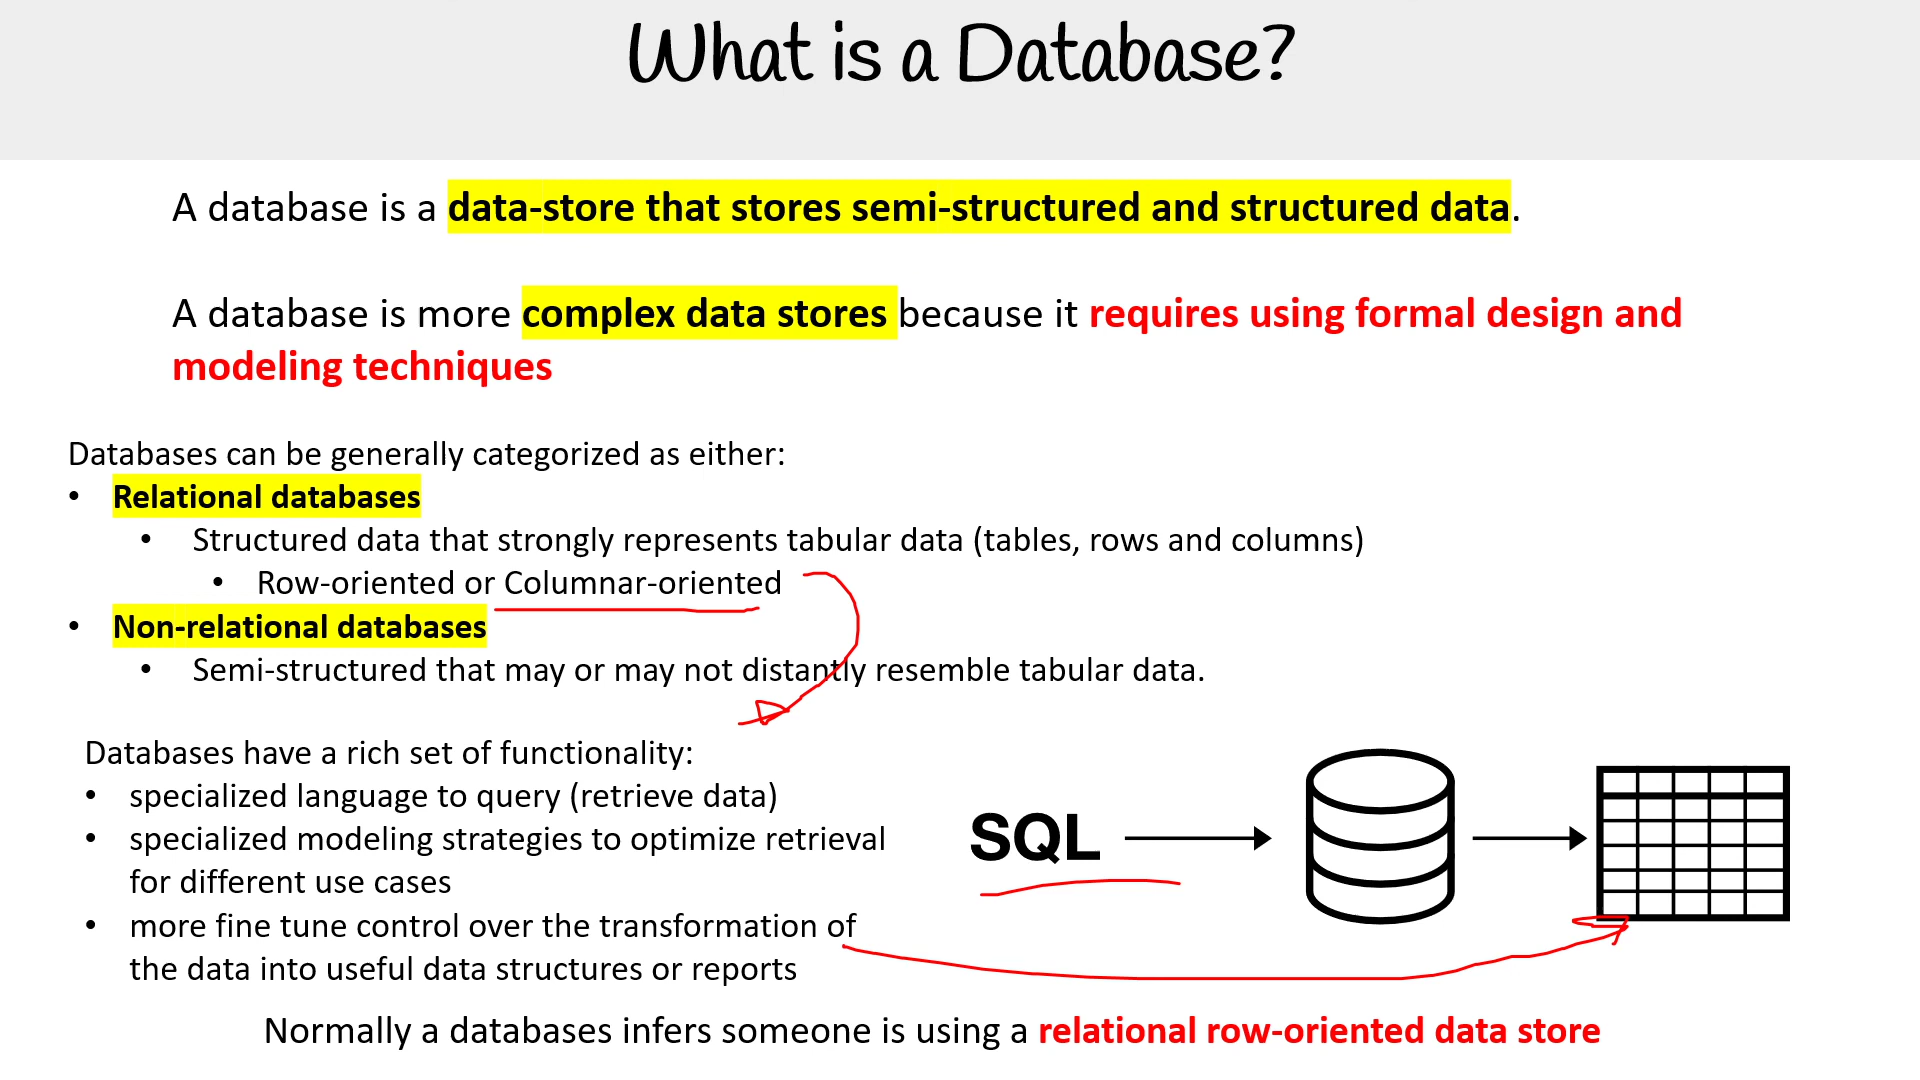 What is a Database?
A database is a data-store that stores semi-structured and structured data.
A database is more complex data stores because it requires using formal design and
modeling techniques
Databases can be generally categorized as either:
• Relational databases
• Structured data that strongly represents tabular data (tables, rows and columns)
• Row-oriented or Columnar-oriented
• Non-relational databases
• Semi-structured that may or may not distantly resemble tabular data.
Databases have a rich set of functionality:
• specialized language to query (retrieve data)
• specialized modeling strategies to optimize retrieval
for different use cases
• more fine tune control over the transformation of
the data into useful data structures or reports
SQL
Normally a databases infers someone is using a relational row-oriented data store